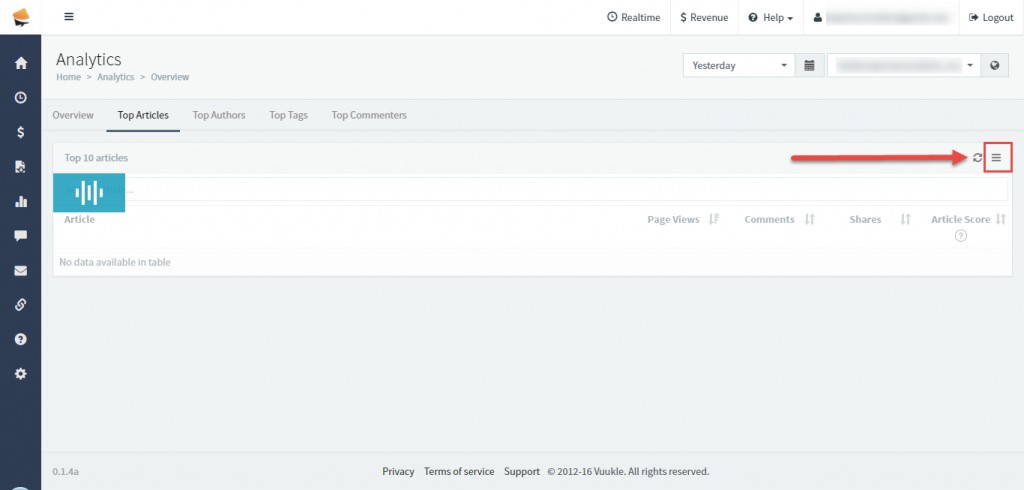 Realtime $ Revenue Help Logout
Analytics
Home > Analytics > Overview
Yesterday
Overview Top Articles Top Authors Top Tags Top Commenters
Top 10 articles
Article Page Views Comments Shares Article Score
No data available in table
0.1.4a Privacy Terms of service Support © 2012-16 Vuukle. All rights reserved.